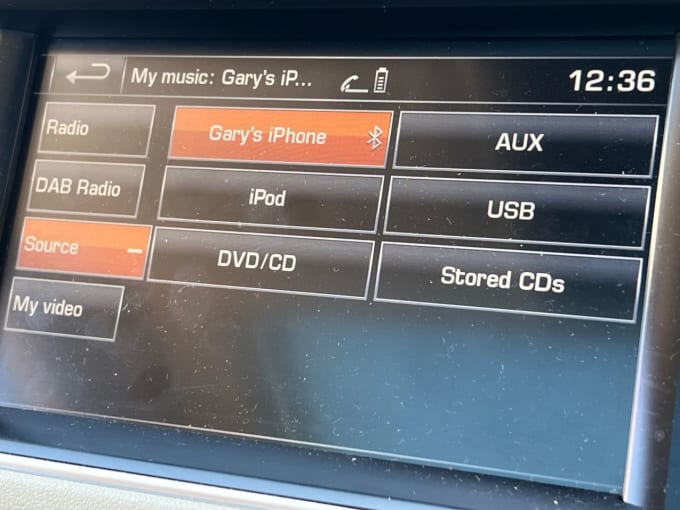 My music: Gary's iP...
12:36
Radio
Gary's iPhone
AUX
DAB Radio
iPod
USB
Source
DVD/CD
Stored CDs
My video